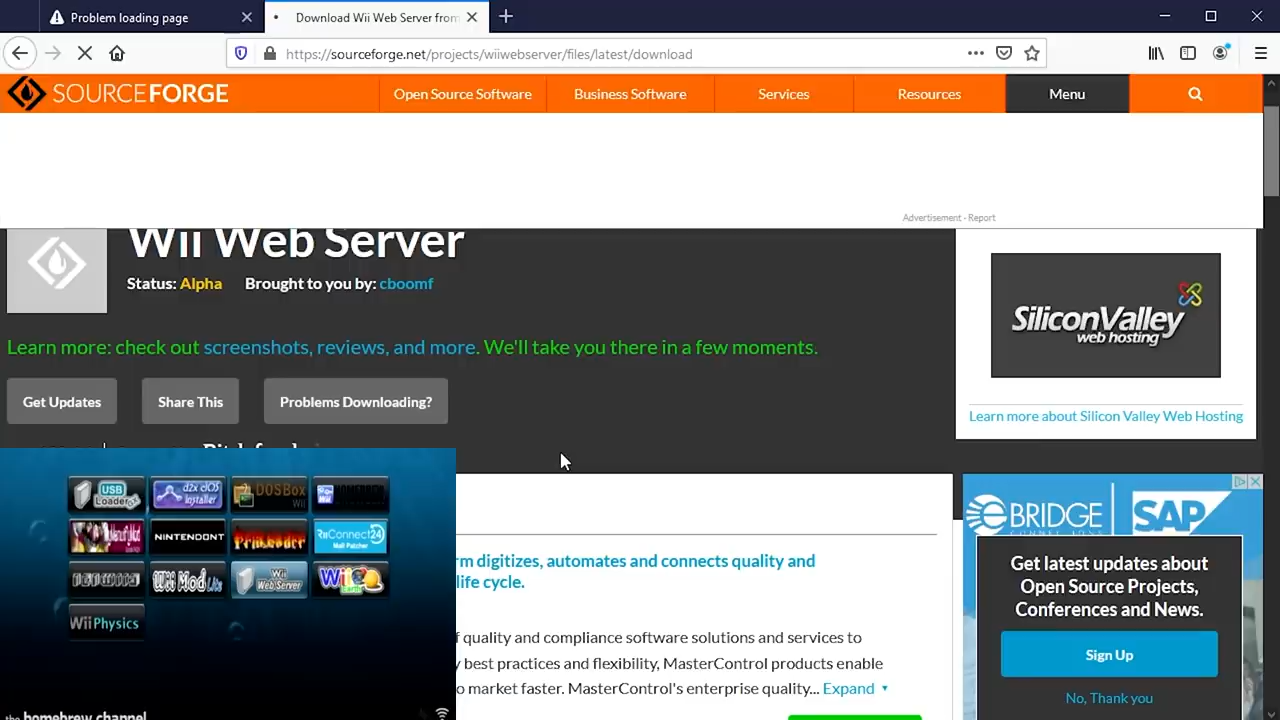 Problem loading page
Download Wii Web Server from
https://sourceforge.net/projects/wiiwebserver/files/latest/download
SOURCEFORGE
Open Source Software
Business Software
Services
Resources
Menu
Advertisement - Report
Wii Web Server
Status: Alpha
Brought to you by: cboomf
Learn more: check out screenshots, reviews, and more. We'll take you there in a few moments.
Get Updates
Share This
Problems Downloading?
SiliconValley
web hosting
Learn more about Silicon Valley Web Hosting
USB
Loader
d2x cIOS
Installer
DOSBox
Wii
NINTENDONT
PriiLoader
RiiConnect24
Mail Patcher
Wii Mod Lite
Wii
Web Server
Wii
Earth
WiiPhysics
the homebrew channel
rm digitizes, automates and connects quality and
life cycle.
f quality and compliance software solutions and services to
y best practices and flexibility, MasterControl products enable
o market faster. MasterControl's enterprise quality... Expand
eBRIDGE
SAP
Get latest updates about
Open Source Projects,
Conferences and News.
Sign Up
No, Thank you